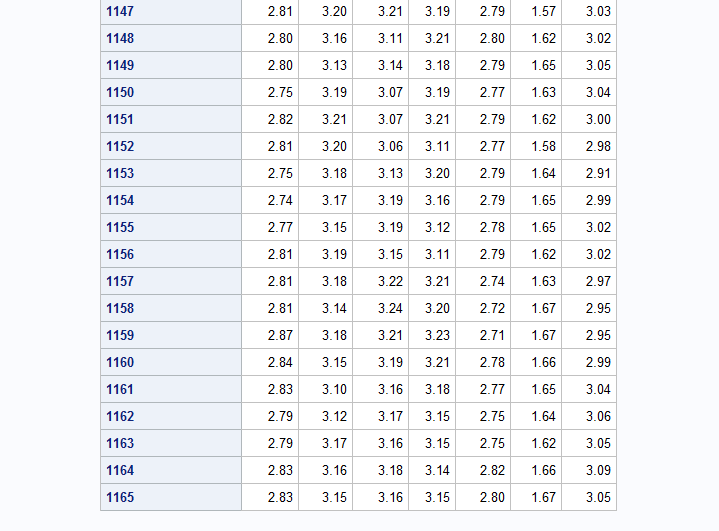 1147 2.81 3.20 3.21 3.19 2.79 1.57 3.03
1148 2.80 3.16 3.11 3.21 2.80 1.62 3.02
1149 2.80 3.13 3.14 3.18 2.79 1.65 3.05
1150 2.75 3.19 3.07 3.19 2.77 1.63 3.04
1151 2.82 3.21 3.07 3.21 2.79 1.62 3.00
1152 2.81 3.20 3.06 3.11 2.77 1.58 2.98
1153 2.75 3.18 3.13 3.20 2.79 1.64 2.91
1154 2.74 3.17 3.19 3.16 2.79 1.65 2.99
1155 2.77 3.15 3.19 3.12 2.78 1.65 3.02
1156 2.81 3.19 3.15 3.11 2.79 1.62 3.02
1157 2.81 3.18 3.22 3.21 2.74 1.63 2.97
1158 2.81 3.14 3.24 3.20 2.72 1.67 2.95
1159 2.87 3.18 3.21 3.23 2.71 1.67 2.95
1160 2.84 3.15 3.19 3.21 2.78 1.66 2.99
1161 2.83 3.10 3.16 3.18 2.77 1.65 3.04
1162 2.79 3.12 3.17 3.15 2.75 1.64 3.06
1163 2.79 3.17 3.16 3.15 2.75 1.62 3.05
1164 2.83 3.16 3.18 3.14 2.82 1.66 3.09
1165 2.83 3.15 3.16 3.15 2.80 1.67 3.05